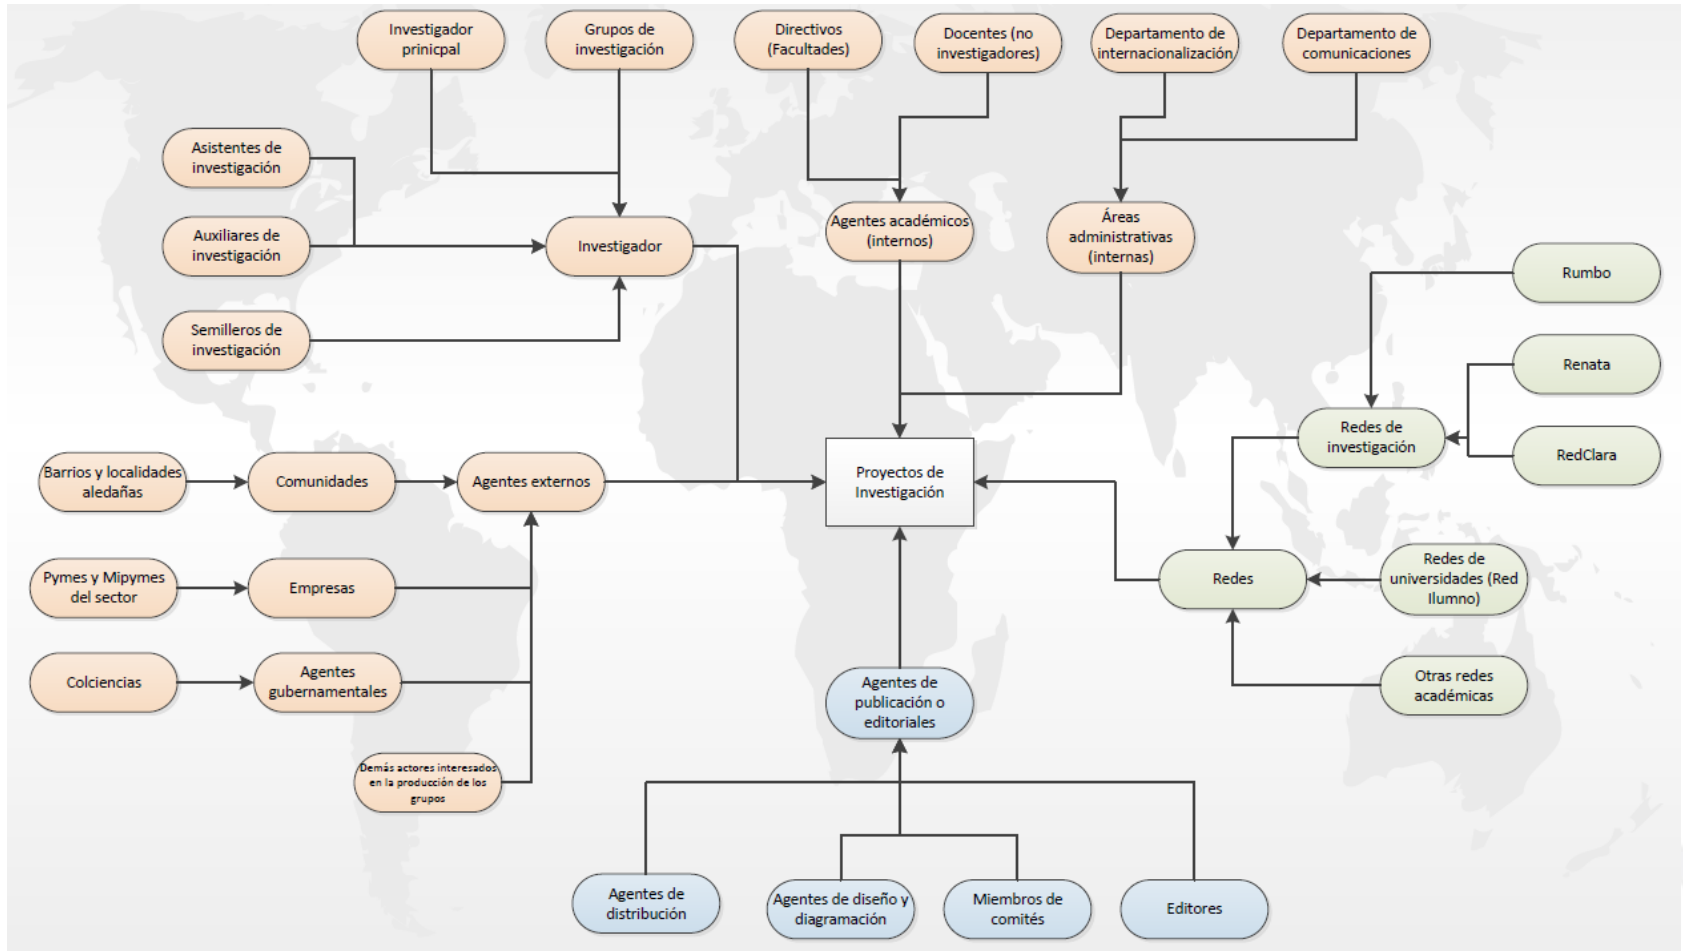 Investigador
prinicpal
Grupos de
investigación
Directivos
(Facultades)
Docentes (no
investigadores)
Departamento de
internacionalización
Departamento de
comunicaciones
Asistentes de
investigación
Auxiliares de
investigación
Investigador
Agentes académicos
(internos)
Áreas
administrativas
(internas)
Rumbo
Semilleros de
investigación
Renata
Redes de
investigación
RedClara
Barrios y localidades
aledañas
Comunidades
Agentes externos
Proyectos de
Investigación
Pymes y Mipymes
del sector
Empresas
Redes
Redes de
universidades (Red
Ilumno)
Colciencias
Agentes
gubernamentales
Agentes de
publicación o
editoriales
Otras redes
académicas
Demás actores interesados
en la producción de los
grupos
Agentes de
distribución
Agentes de diseño y
diagramación
Miembros de
comités
Editores